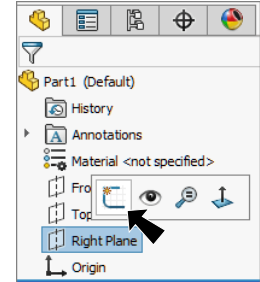 Part1 (Default)
History
Annotations
Material <not specified>
Fro
Top
Right Plane
Origin